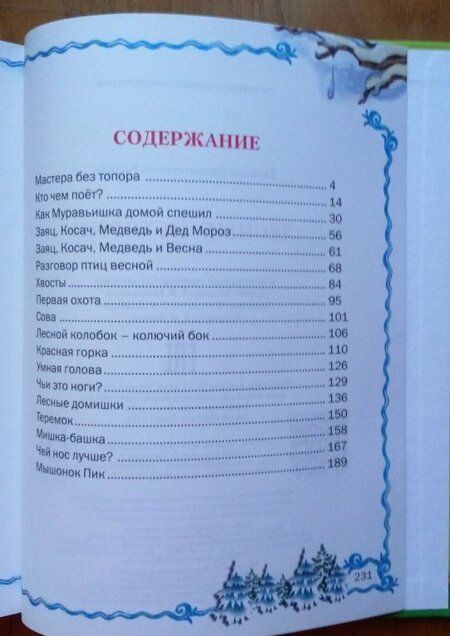 СОДЕРЖАНИЕ
Мастера без топора ........ 4
Кто чем поёт? ........ 14
Как Муравьишка домой спешил ........ 30
Заяц, Косач, Медведь и Дед Мороз ........ 56
Заяц, Косач, Медведь и Весна ........ 61
Разговор птиц весной ........ 68
Хвосты ........ 84
Первая охота ........ 95
Сова ........ 101
Лесной колобок – колючий бок ........ 106
Красная горка ........ 110
Умная голова ........ 126
Чьи это ноги? ........ 129
Лесные домишки ........ 136
Теремок ........ 150
Мишка-башка ........ 158
Чей нос лучше? ........ 167
Мышонок Пик ........ 189
231